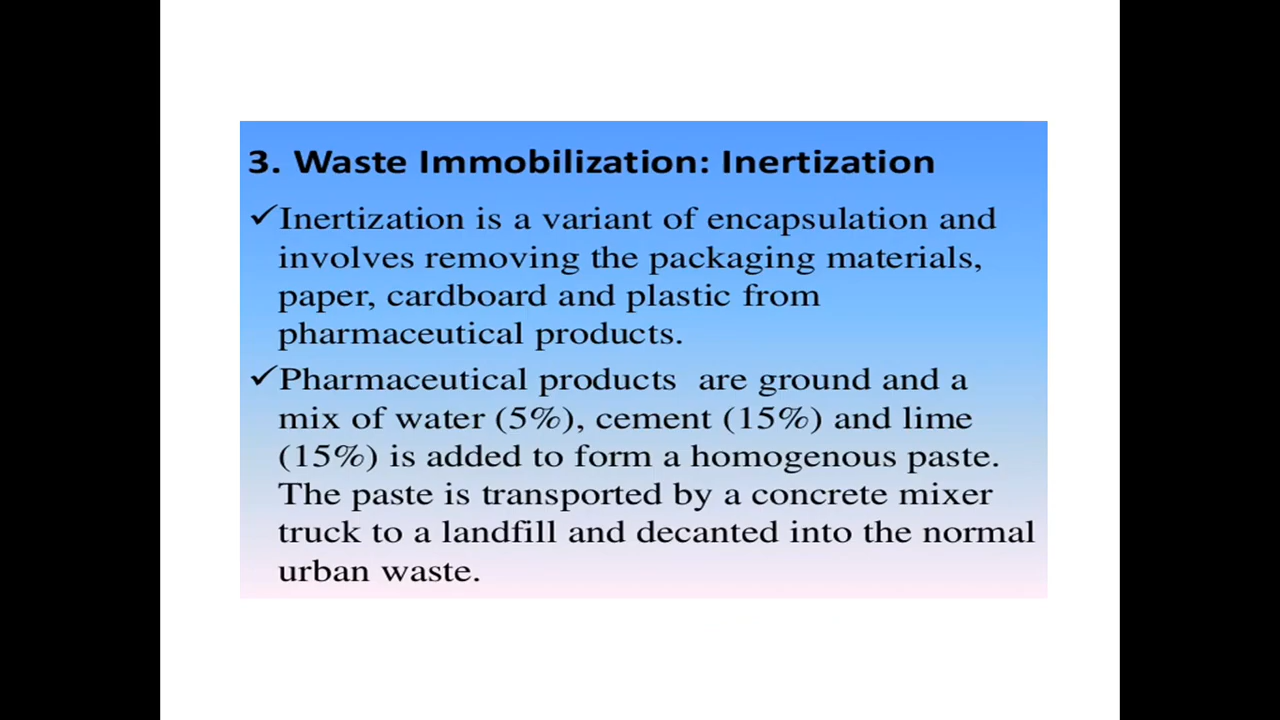 3. Waste Immobilization: Inertization
✓Inertization is a variant of encapsulation and
involves removing the packaging materials,
paper, cardboard and plastic from
pharmaceutical products.
✓Pharmaceutical products are ground and a
mix of water (5%), cement (15%) and lime
(15%) is added to form a homogenous paste.
The paste is transported by a concrete mixer
truck to a landfill and decanted into the normal
urban waste.